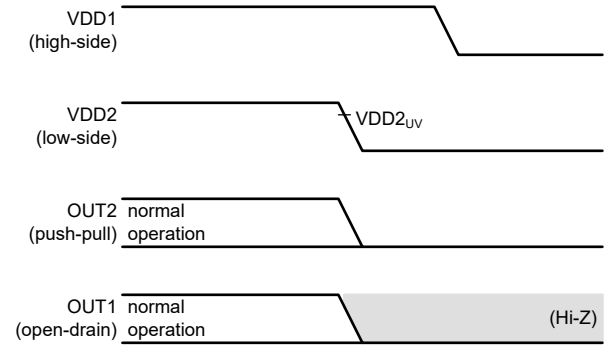 VDD1
(high-side)
VDD2
(low-side)
VDD2UV
OUT2 normal
(push-pull) operation
OUT1 normal
(open-drain) operation
(Hi-Z)